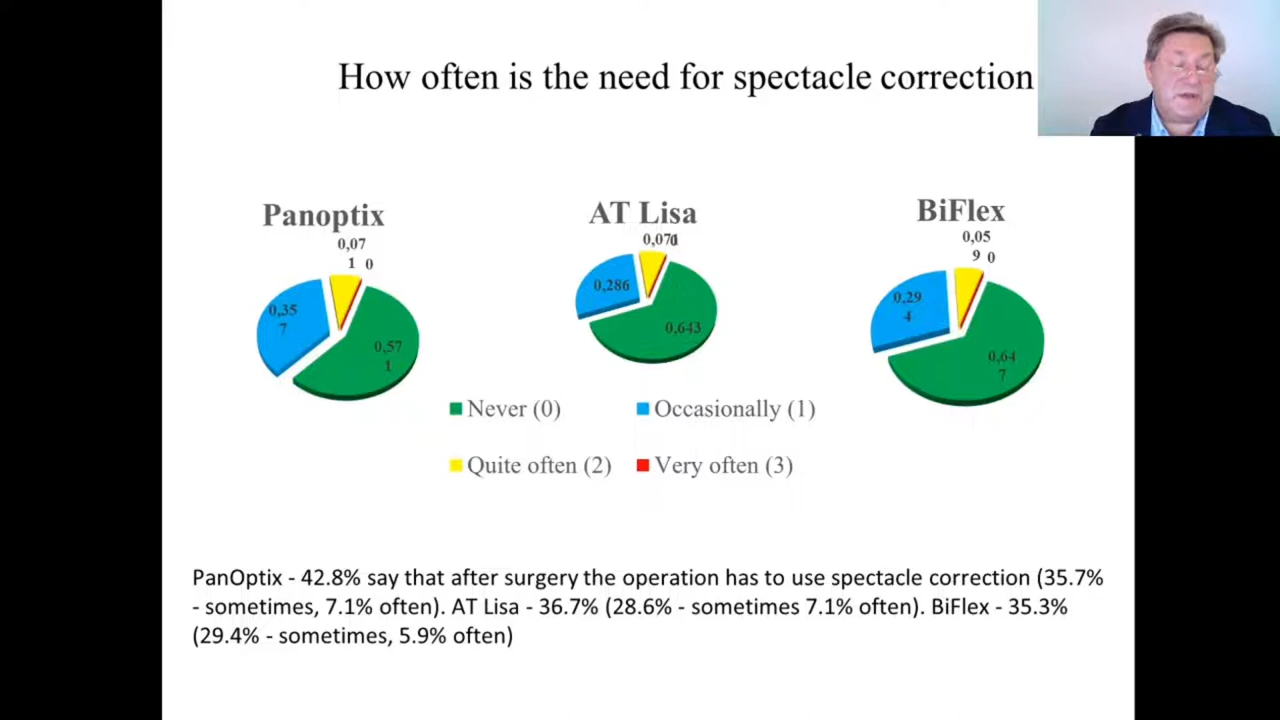 How often is the need for spectacle correction
Panoptix
0,07
1 0
0,35
7
0,57
1
AT Lisa
0,071
0
0,286
0,643
BiFlex
0,05
9 0
0,29
4
0,64
7
Never (0)
Occasionally (1)
Quite often (2)
Very often (3)
PanOptix - 42.8% say that after surgery the operation has to use spectacle correction (35.7%
- sometimes, 7.1% often). AT Lisa - 36.7% (28.6% - sometimes 7.1% often). BiFlex - 35.3%
(29.4% - sometimes, 5.9% often)